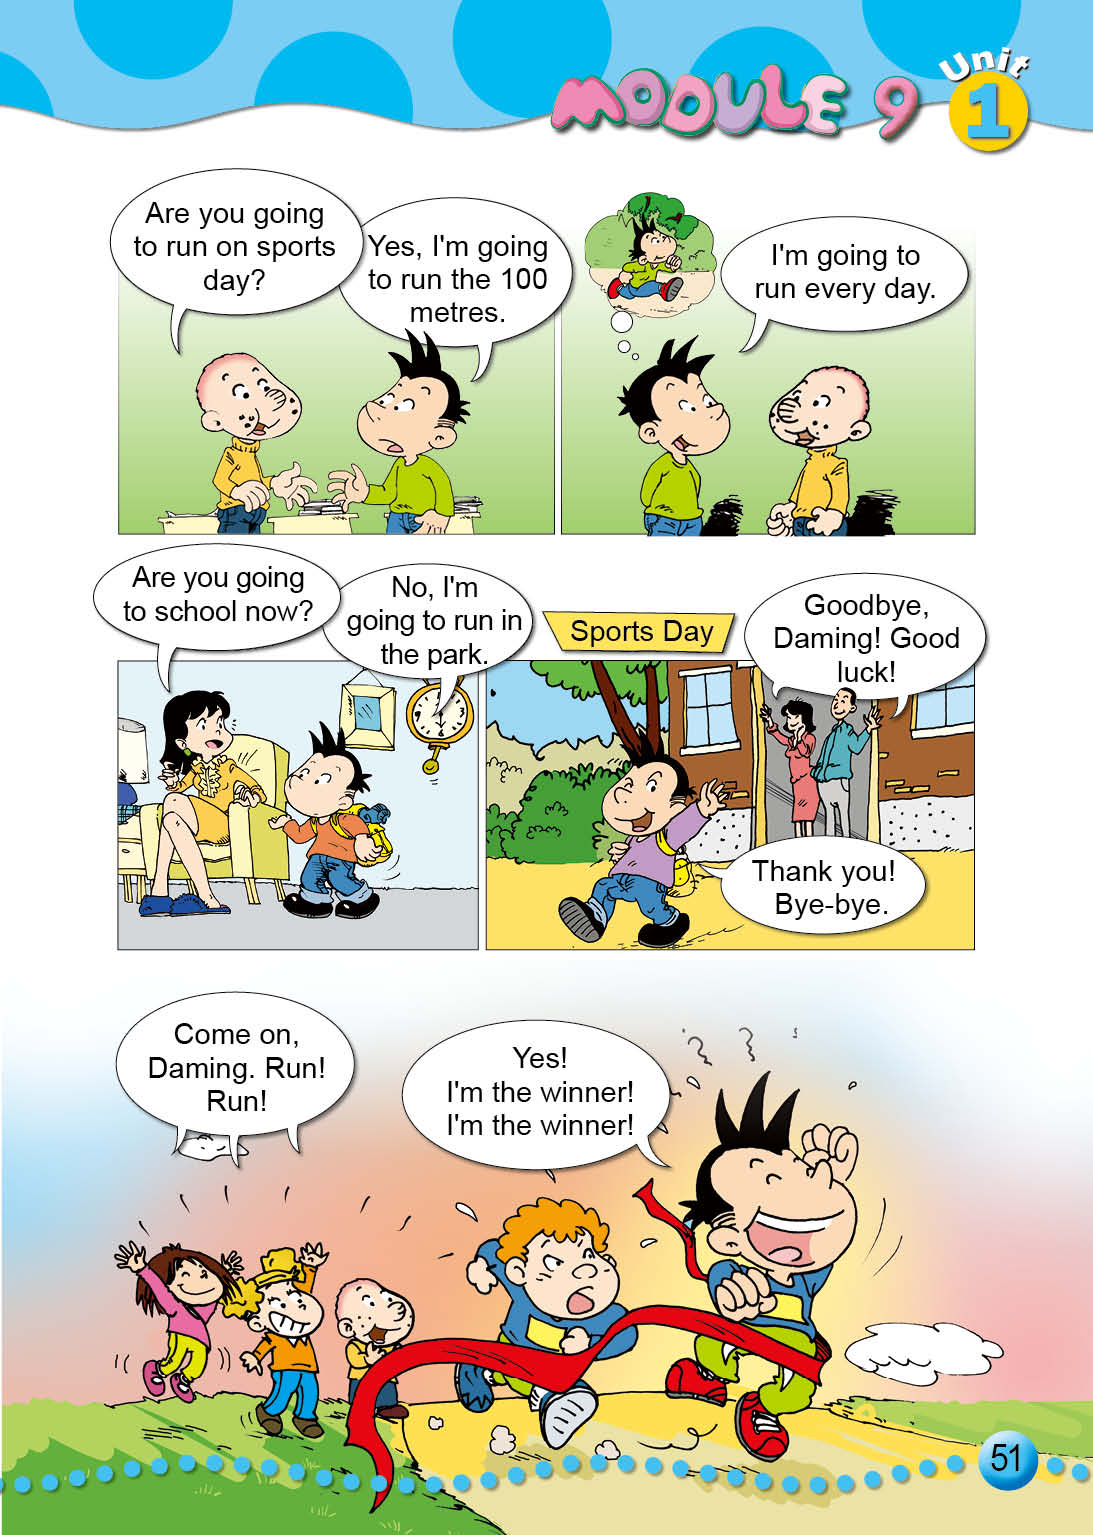 MODULE 9
Unit
1
Are you going
to run on sports
day?
Yes, I'm going
to run the 100
metres.
I'm going to
run every day.
Are you going
to school now?
No, I'm
going to run in
the park.
Sports Day
Goodbye,
Daming! Good
luck!
Thank you!
Bye-bye.
Come on,
Daming. Run!
Run!
Yes!
I'm the winner!
I'm the winner!
51